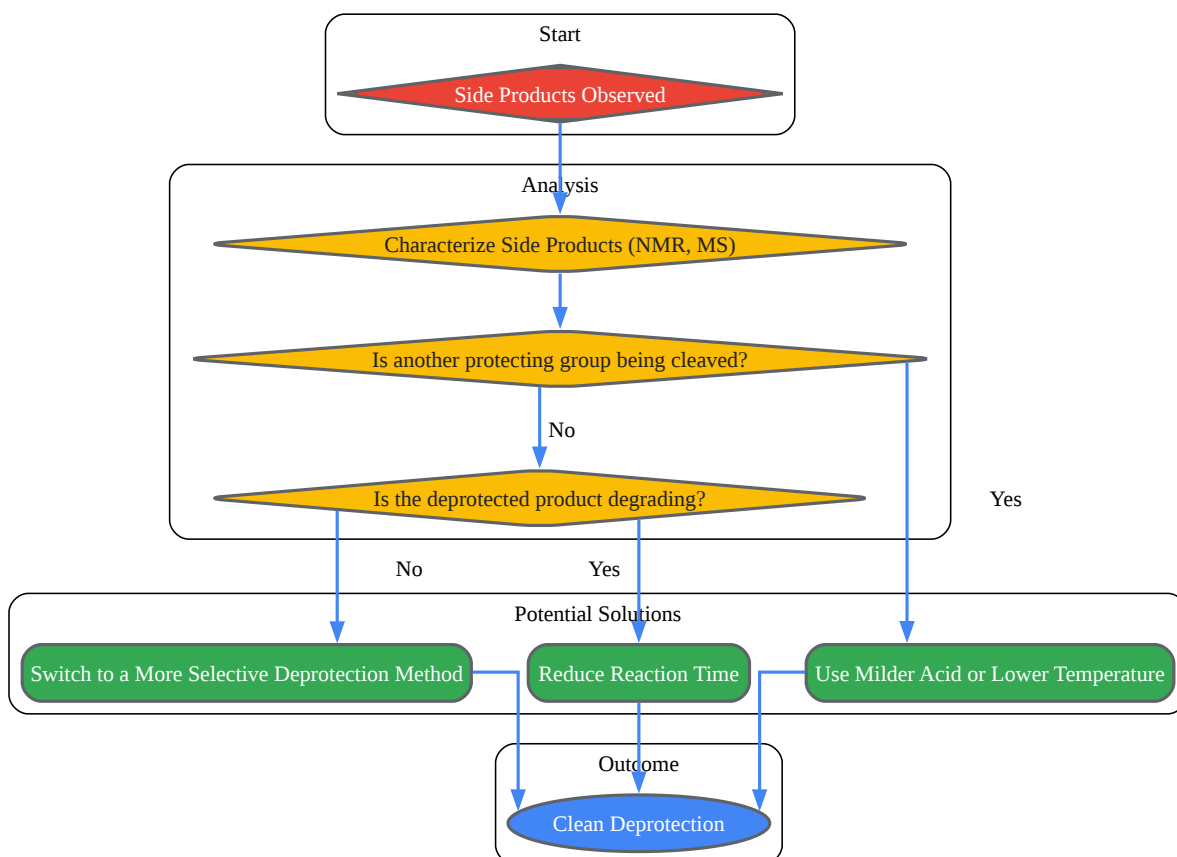 Start
Side Products Observed
Analysis
Characterize Side Products (NMR, MS)
Is another protecting group being cleaved?
No
Is the deprotected product degrading?
Yes
No
Yes
Potential Solutions
Switch to a More Selective Deprotection Method
Reduce Reaction Time
Use Milder Acid or Lower Temperature
Outcome
Clean Deprotection